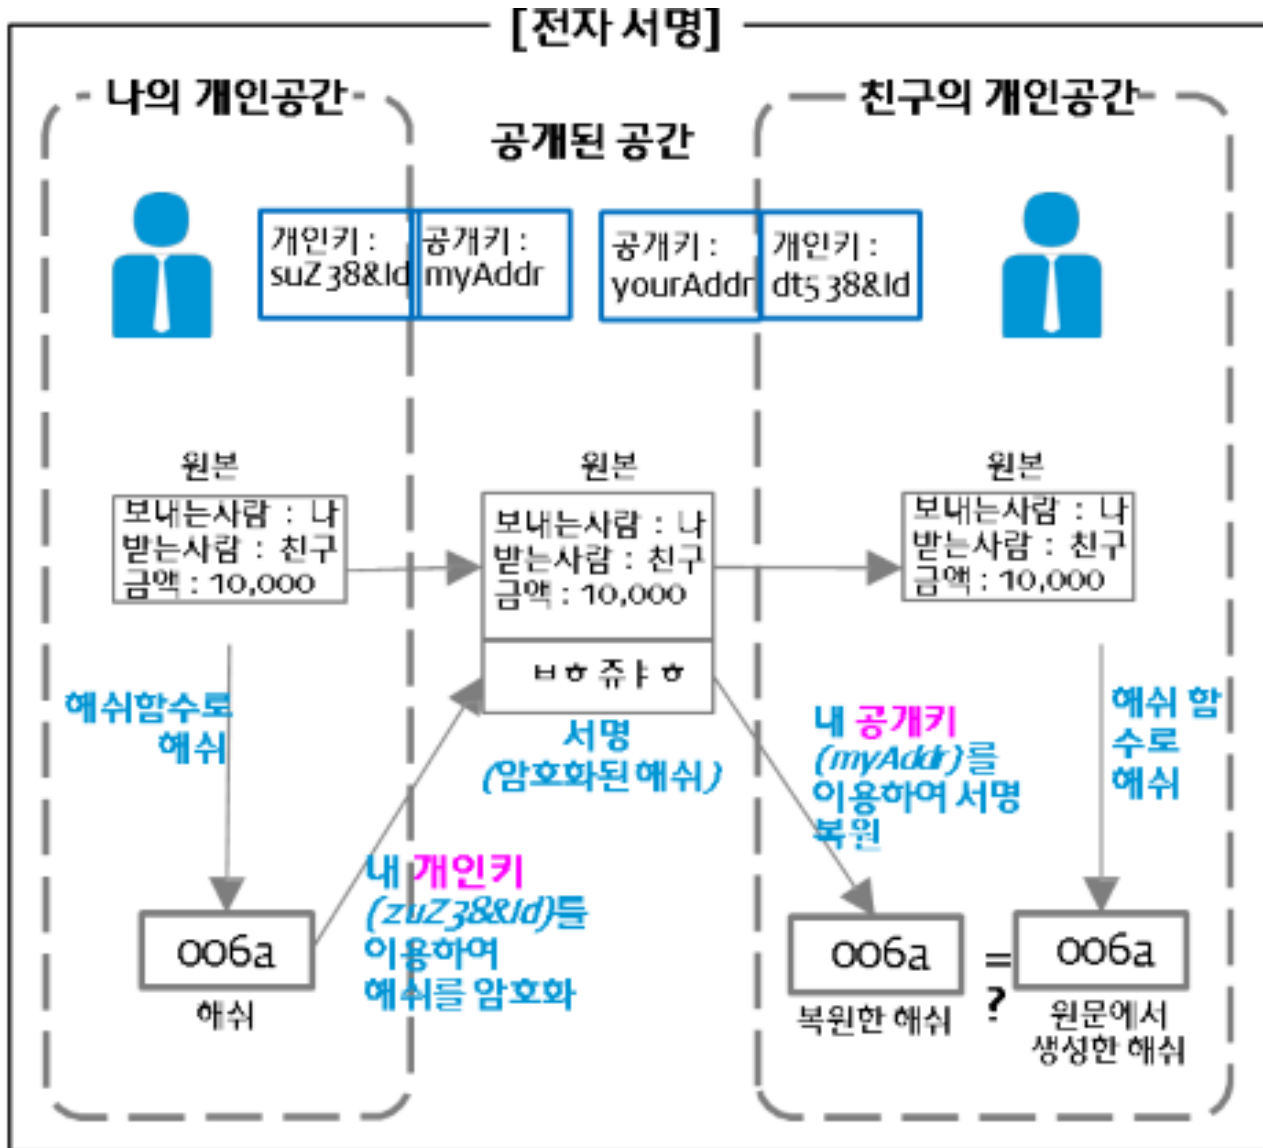 [전자 서명]
나의 개인공간
공개된 공간
친구의 개인공간
개인키 :
suZ38&Id
공개키 :
myAddr
공개키 :
yourAddr
개인키 :
dt538&Id
원본
보내는사람 : 나
받는사람 : 친구
금액 : 10,000
원본
보내는사람 : 나
받는사람 : 친구
금액 : 10,000
ㅂㅎ쥬ㅑㅎ
서명
(암호화된 해쉬)
원본
보내는사람 : 나
받는사람 : 친구
금액 : 10,000
해쉬함수로
해쉬
내 개인키
(zuZ38&Id)를
이용하여
해쉬를 암호화
내 공개키
(myAddr)를
이용하여 서명
복원
해쉬 함
수로
해쉬
006a
해쉬
006a
복원한 해쉬
=
?
006a
원문에서
생성한 해쉬